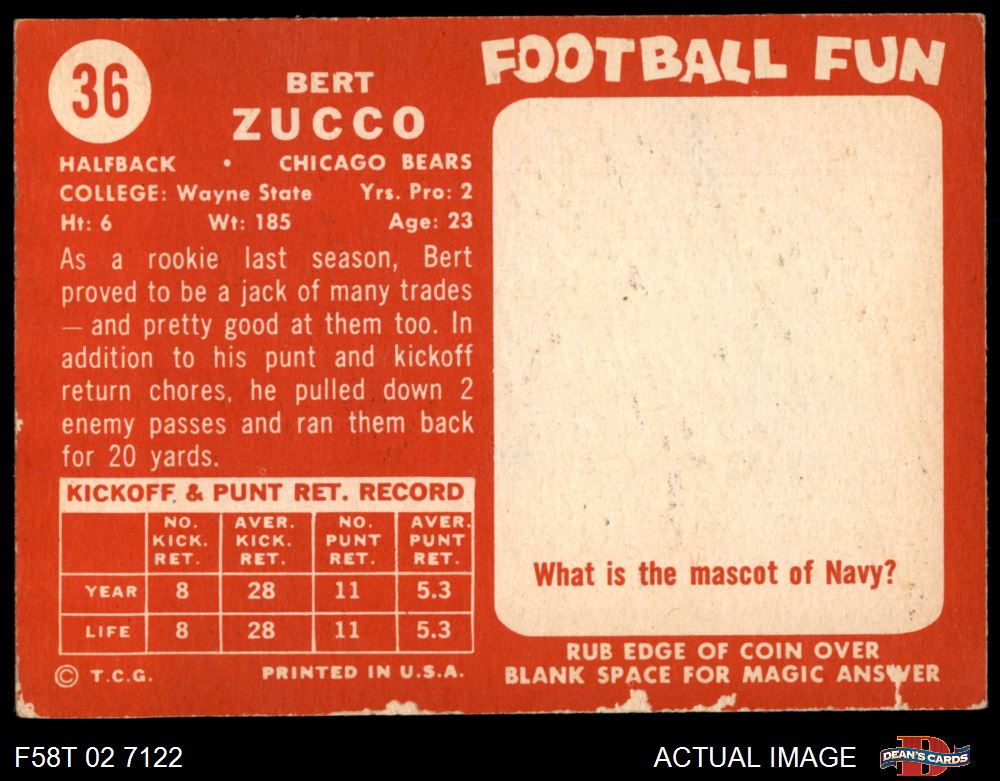 36
BERT
ZUCCO
HALFBACK • CHICAGO BEARS
COLLEGE: Wayne State Yrs. Pro: 2
Ht: 6 Wt: 185 Age: 23
As a rookie last season, Bert
proved to be a jack of many trades
— and pretty good at them too. In
addition to his punt and kickoff
return chores, he pulled down 2
enemy passes and ran them back
for 20 yards.
KICKOFF & PUNT RET. RECORD
NO. KICK. RET. AVER. KICK. RET. NO. PUNT RET. AVER. PUNT RET.
YEAR 8 28 11 5.3
LIFE 8 28 11 5.3
© T.C.G. PRINTED IN U.S.A.
FOOTBALL FUN
What is the mascot of Navy?
RUB EDGE OF COIN OVER
BLANK SPACE FOR MAGIC ANSWER
F58T 02 7122 ACTUAL IMAGE
DEAN'S CARDS